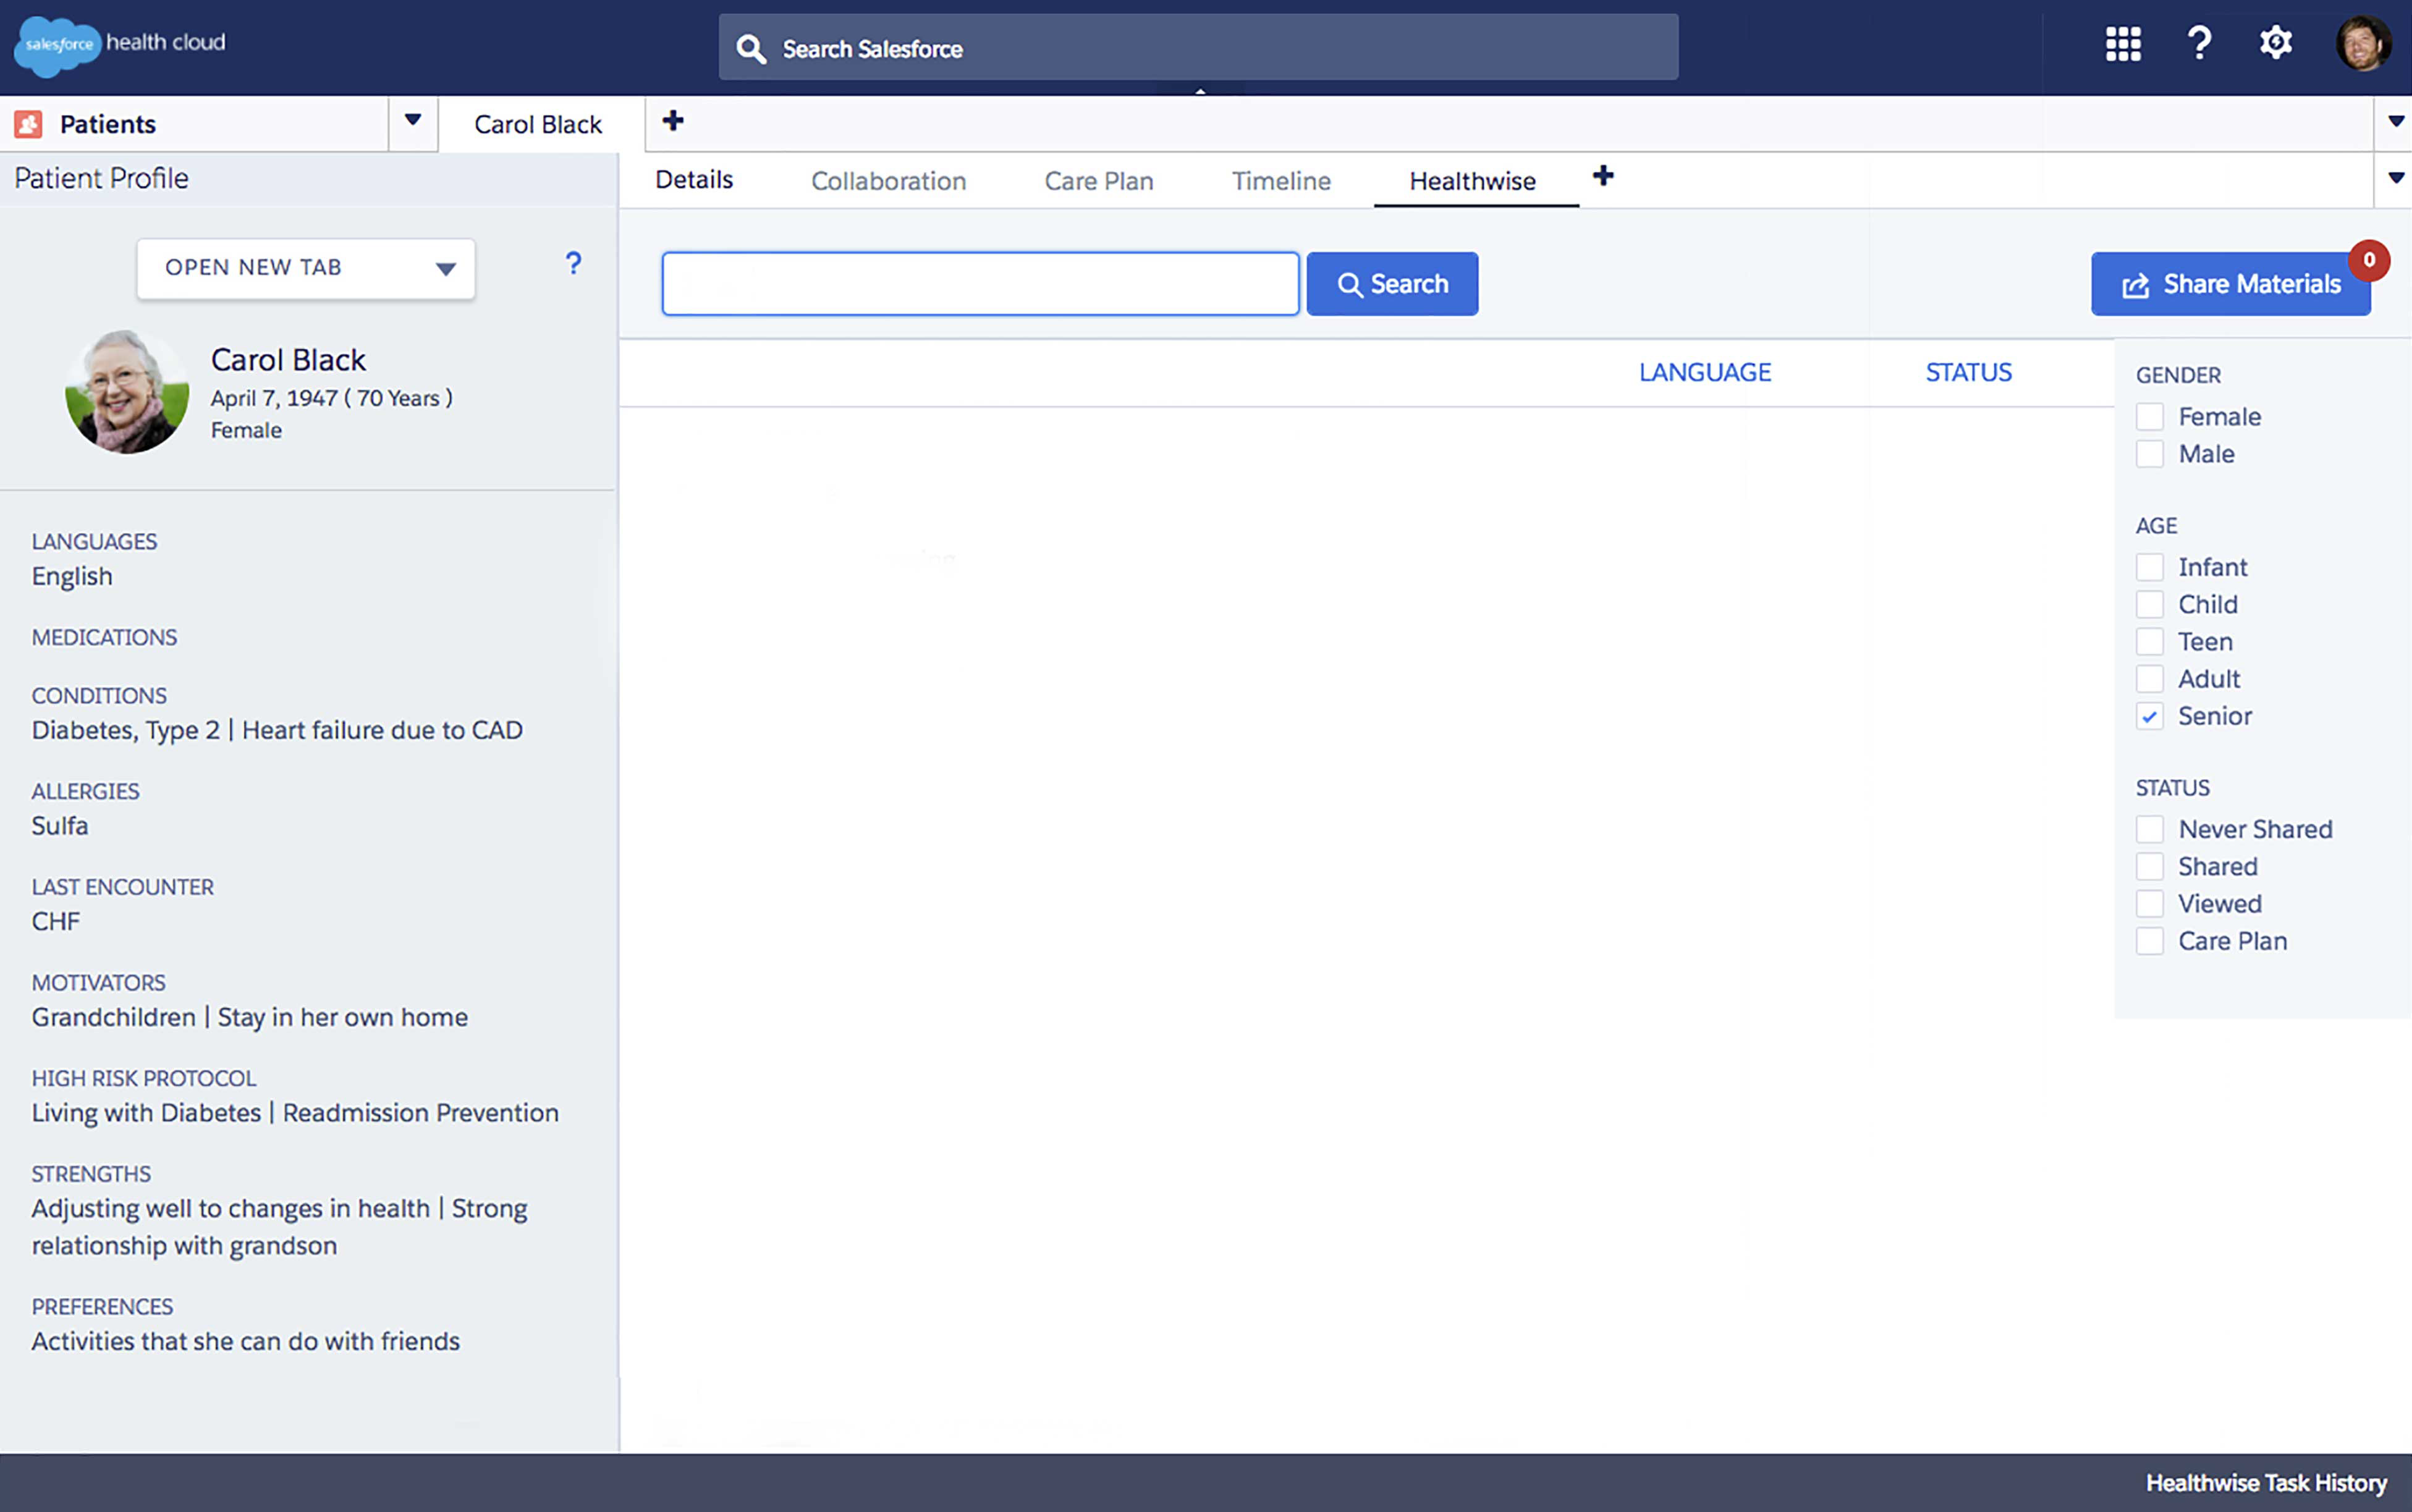 salesforce health cloud
Search Salesforce
?
Patients
Carol Black
Patient Profile
Details
Collaboration
Care Plan
Timeline
Healthwise
OPEN NEW TAB
?
Search
Share Materials
0
Carol Black
April 7, 1947 ( 70 Years )
Female
LANGUAGES
English
MEDICATIONS
CONDITIONS
Diabetes, Type 2 | Heart failure due to CAD
ALLERGIES
Sulfa
LAST ENCOUNTER
CHF
MOTIVATORS
Grandchildren | Stay in her own home
HIGH RISK PROTOCOL
Living with Diabetes | Readmission Prevention
STRENGTHS
Adjusting well to changes in health | Strong
relationship with grandson
PREFERENCES
Activities that she can do with friends
LANGUAGE
STATUS
GENDER
Female
Male
AGE
Infant
Child
Teen
Adult
Senior
STATUS
Never Shared
Shared
Viewed
Care Plan
Healthwise Task History